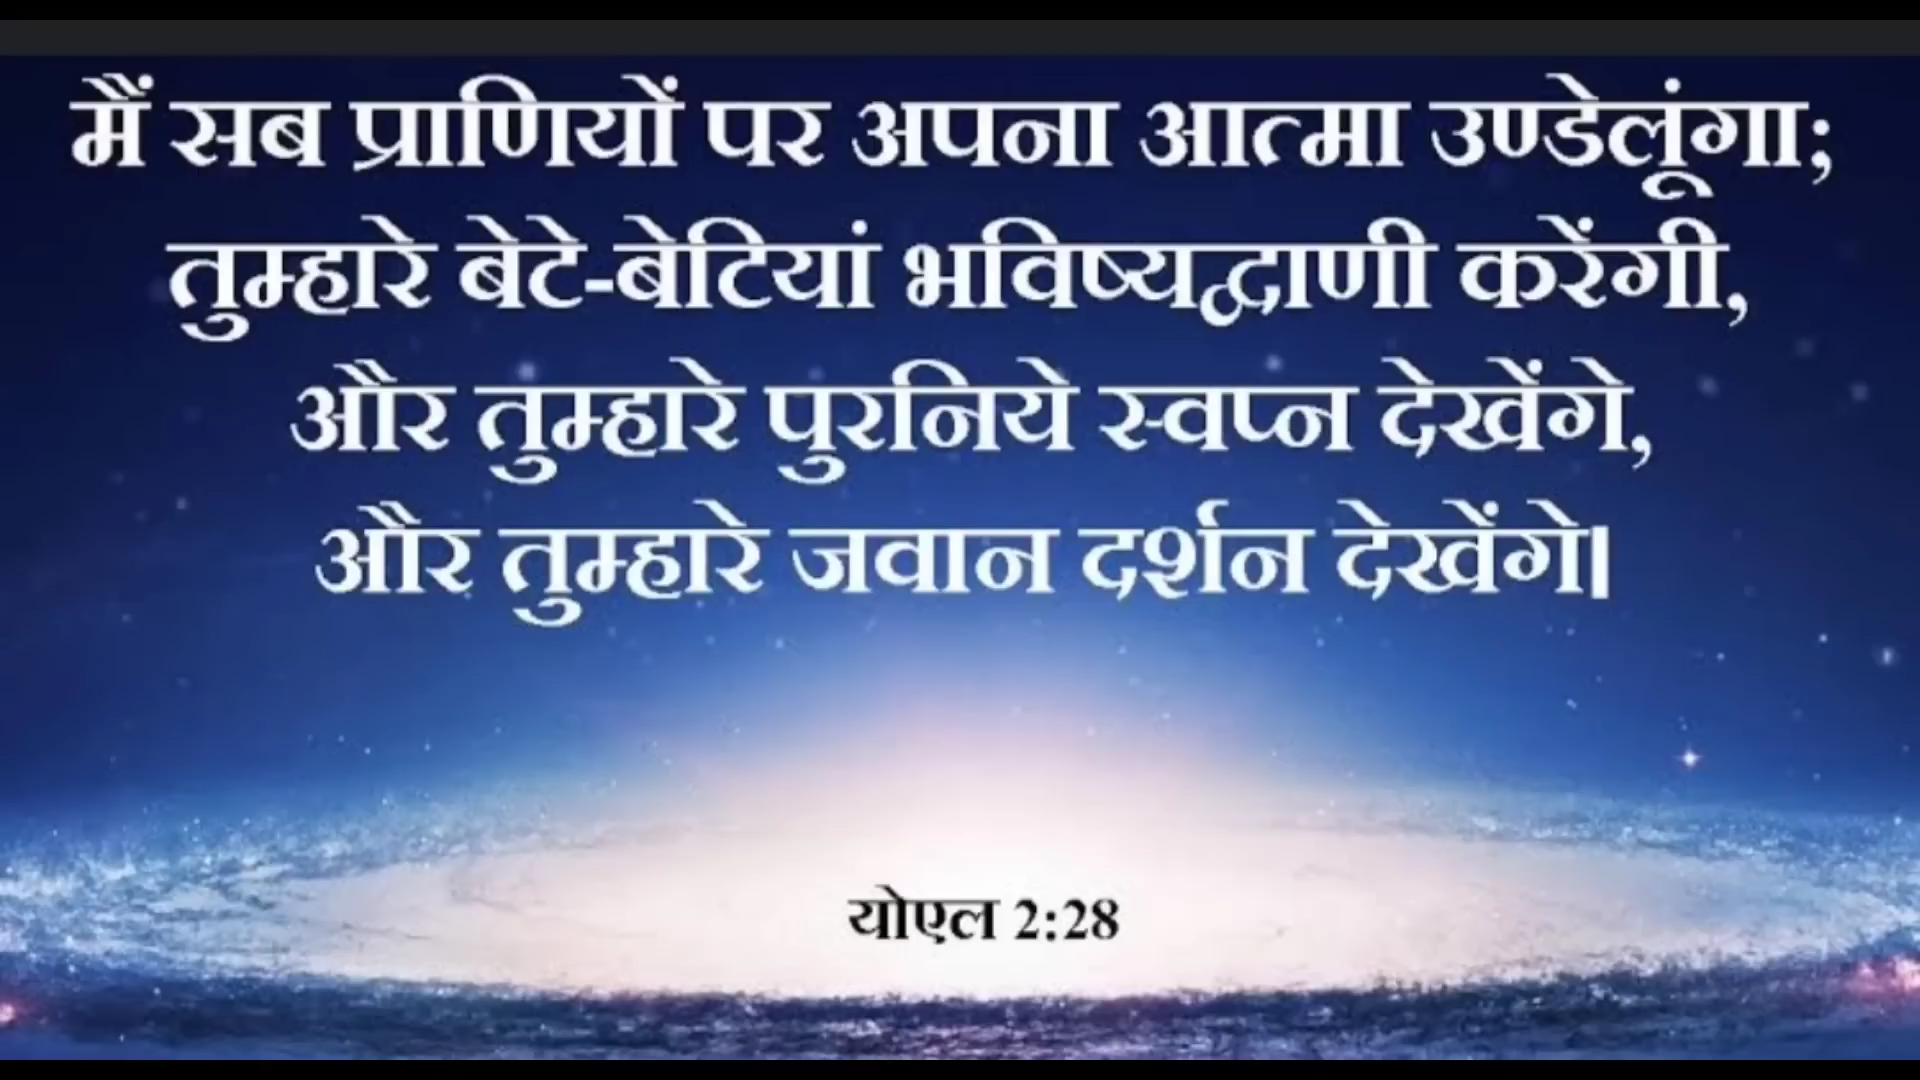 मैं सब प्राणियों पर अपना आत्मा उण्डेलूंगा;
तुम्हारे बेटे-बेटियां भविष्यद्वाणी करेंगी,
और तुम्हारे पुरनिये स्वप्न देखेंगे,
और तुम्हारे जवान दर्शन देखेंगे।
योएल 2:28